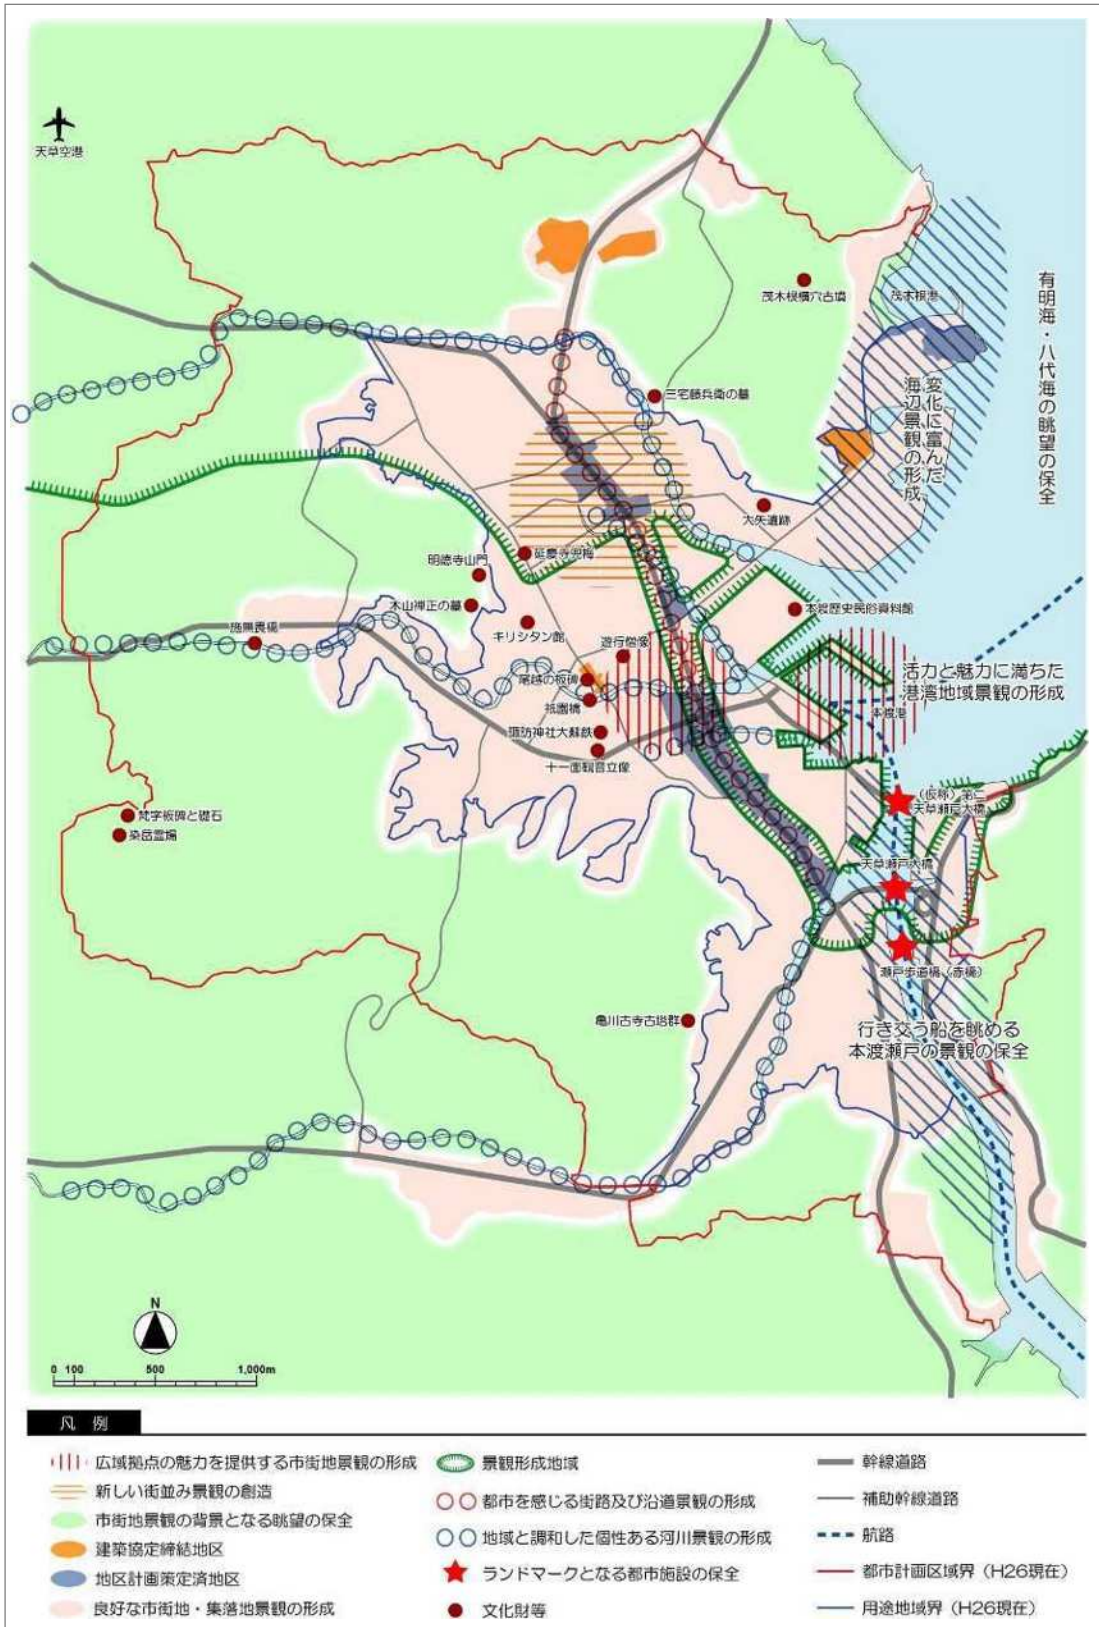 天草空港
茂木根横穴古墳
茂木根港
有明海・八代海の眺望の保全
変化に富んだ
海辺景観の形成
三宅藤兵衛の墓
大矢遺跡
延慶寺兜梅
明徳寺山門
木山禅正の墓
キリシタン館
本渡歴史民俗資料館
施無畏橋
遊行僧像
尾越の板碑
祇園橋
諏訪神社大蘇鉄
十一面観音立像
活力と魅力に満ちた
港湾地域景観の形成
本渡港
(仮称)第二
天草瀬戸大橋
天草瀬戸大橋
瀬戸歩道橋(赤橋)
梵字板碑と礎石
染岳霊場
亀川古寺古塔群
行き交う船を眺める
本渡瀬戸の景観の保全
N
0 100 500 1,000m
凡 例
広域拠点の魅力を提供する市街地景観の形成
新しい街並み景観の創造
市街地景観の背景となる眺望の保全
建築協定締結地区
地区計画策定済地区
良好な市街地・集落地景観の形成
景観形成地域
都市を感じる街路及び沿道景観の形成
地域と調和した個性ある河川景観の形成
ランドマークとなる都市施設の保全
文化財等
幹線道路
補助幹線道路
航路
都市計画区域界(H26現在)
用途地域界(H26現在)